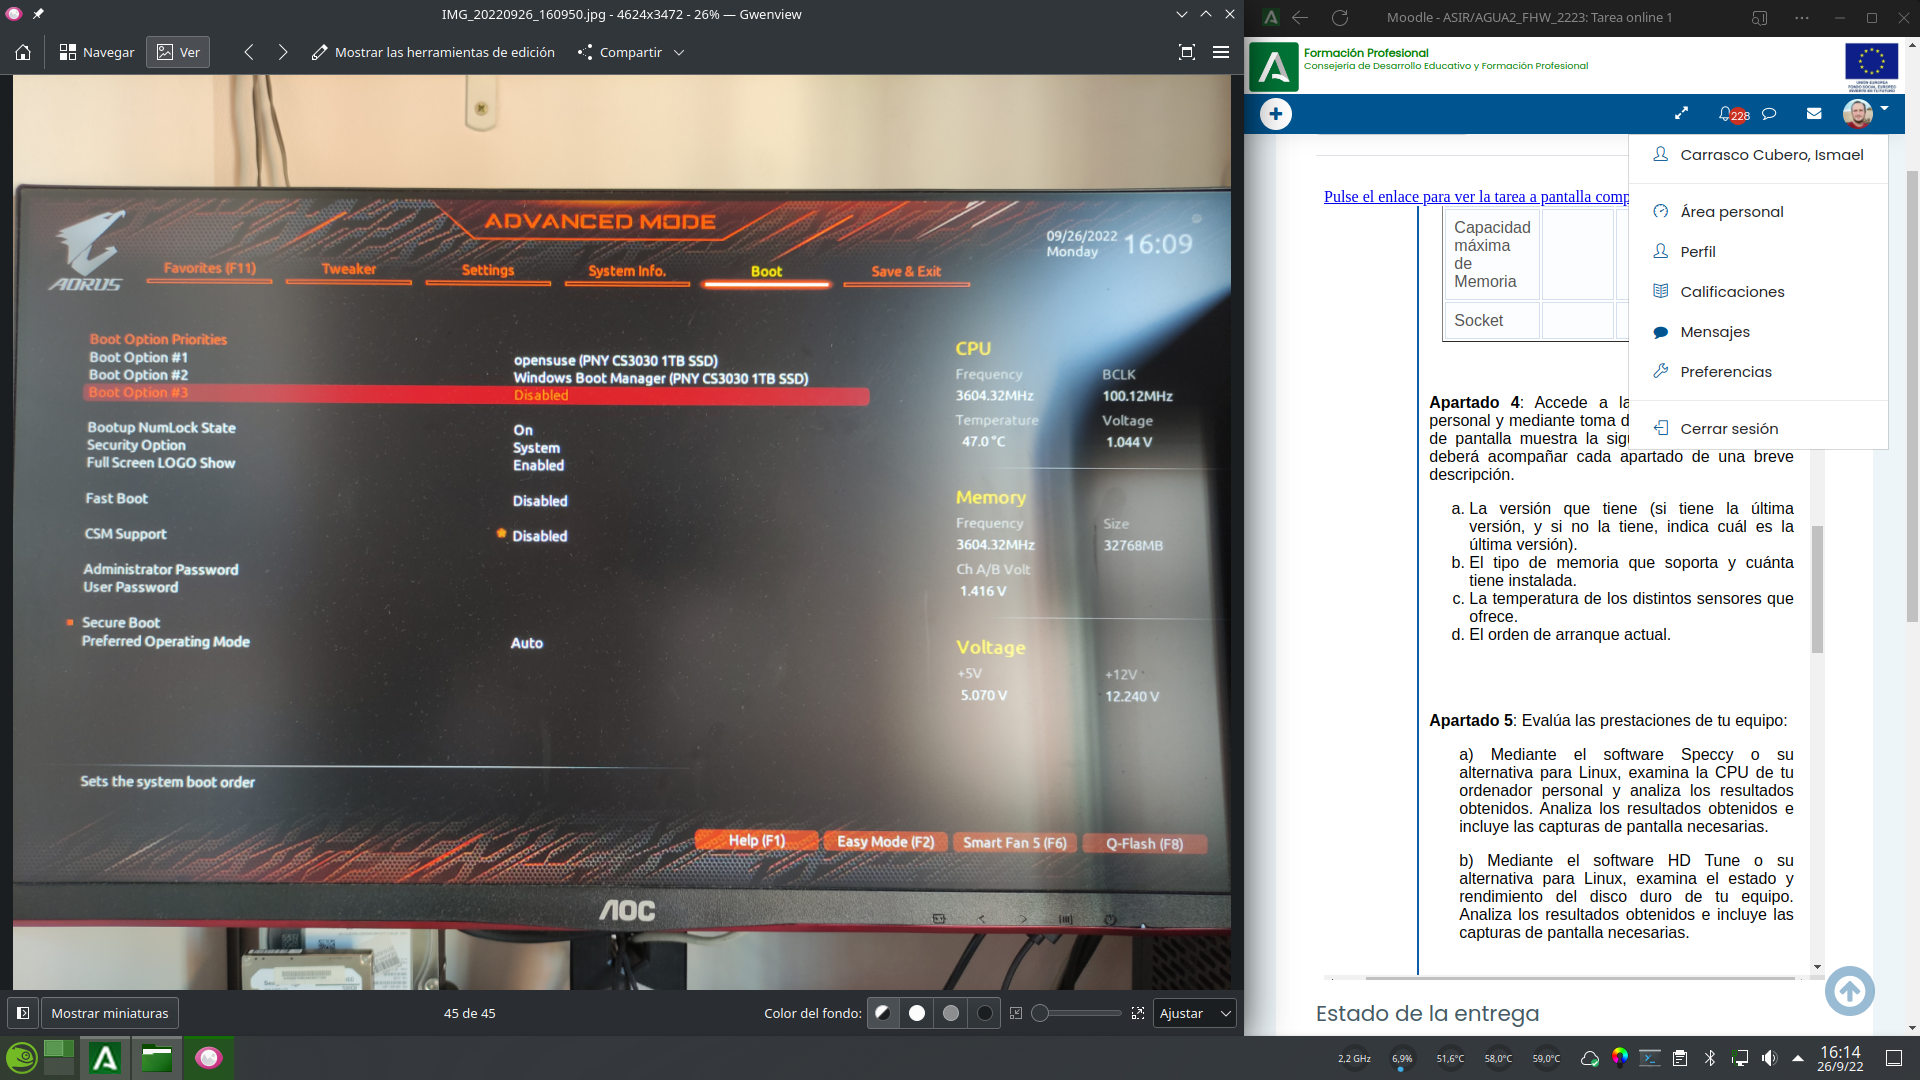 IMG_20220926_160950.jpg - 4624x3472 - 26% — Gwenview
Navegar
Ver
Mostrar las herramientas de edición
Compartir
ADVANCED MODE
AORUS
Favorites (F11)
Tweaker
Settings
System Info.
Boot
Save & Exit
09/26/2022
Monday
16:09
Boot Option Priorities
Boot Option #1
opensuse (PNY CS3030 1TB SSD)
Boot Option #2
Windows Boot Manager (PNY CS3030 1TB SSD)
Boot Option #3
Disabled
Bootup NumLock State
On
Security Option
System
Full Screen LOGO Show
Enabled
Fast Boot
Disabled
CSM Support
Disabled
Administrator Password
User Password
Secure Boot
Preferred Operating Mode
Auto
Sets the system boot order
CPU
Frequency
BCLK
3604.32MHz
100.12MHz
Temperature
Voltage
47.0 °C
1.044 V
Memory
Frequency
Size
3604.32MHz
32768MB
Ch A/B Volt
1.416 V
Voltage
+5V
+12V
5.070 V
12.240 V
Help (F1)
Easy Mode (F2)
Smart Fan 5 (F6)
Q-Flash (F8)
AOC
Mostrar miniaturas
45 de 45
Color del fondo:
Ajustar
Moodle - ASIR/AGUA2_FHW_2223: Tarea online 1
Formación Profesional
Consejería de Desarrollo Educativo y Formación Profesional
228
Carrasco Cubero, Ismael
Área personal
Perfil
Calificaciones
Mensajes
Preferencias
Cerrar sesión
Pulse el enlace para ver la tarea a pantalla comp
Capacidad
máxima
de
Memoria
Socket
Apartado 4: Accede a la
personal y mediante toma d
de pantalla muestra la sigu
deberá acompañar cada apartado de una breve
descripción.
a. La versión que tiene (si tiene la última
versión, y si no la tiene, indica cuál es la
última versión).
b. El tipo de memoria que soporta y cuánta
tiene instalada.
c. La temperatura de los distintos sensores que
ofrece.
d. El orden de arranque actual.
Apartado 5: Evalúa las prestaciones de tu equipo:
a) Mediante el software Speccy o su
alternativa para Linux, examina la CPU de tu
ordenador personal y analiza los resultados
obtenidos. Analiza los resultados obtenidos e
incluye las capturas de pantalla necesarias.
b) Mediante el software HD Tune o su
alternativa para Linux, examina el estado y
rendimiento del disco duro de tu equipo.
Analiza los resultados obtenidos e incluye las
capturas de pantalla necesarias.
Estado de la entrega
2,2 GHz
6,9%
51,6°C
58,0°C
59,0°C
16:14
26/9/22